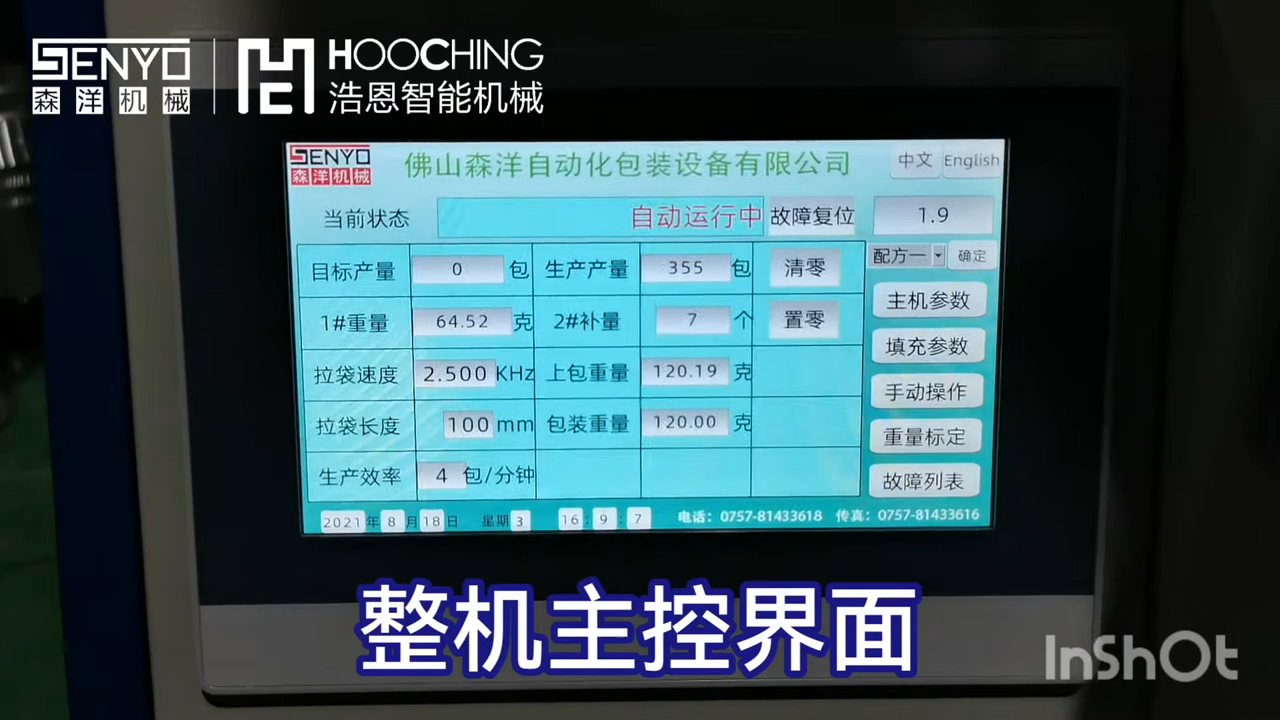 SENYO HOOCHING
森洋机械 浩恩智能机械
SENYO 佛山森洋自动化包装设备有限公司 中文 English
森洋机械
当前状态 自动运行中 故障复位 1.9
配方一 确定
目标产量 0 包 生产产量 355 包 清零
主机参数
1#重量 64.52 克 2#补量 7 个 置零
填充参数
拉袋速度 2.500 KHz 上包重量 120.19 克
手动操作
拉袋长度 100 mm 包装重量 120.00 克
重量标定
生产效率 4 包/分钟
故障列表
2021年8月18日 星期3 16:9:7 电话：0757-81433618 传真：0757-81433616
整机主控界面
InShOt